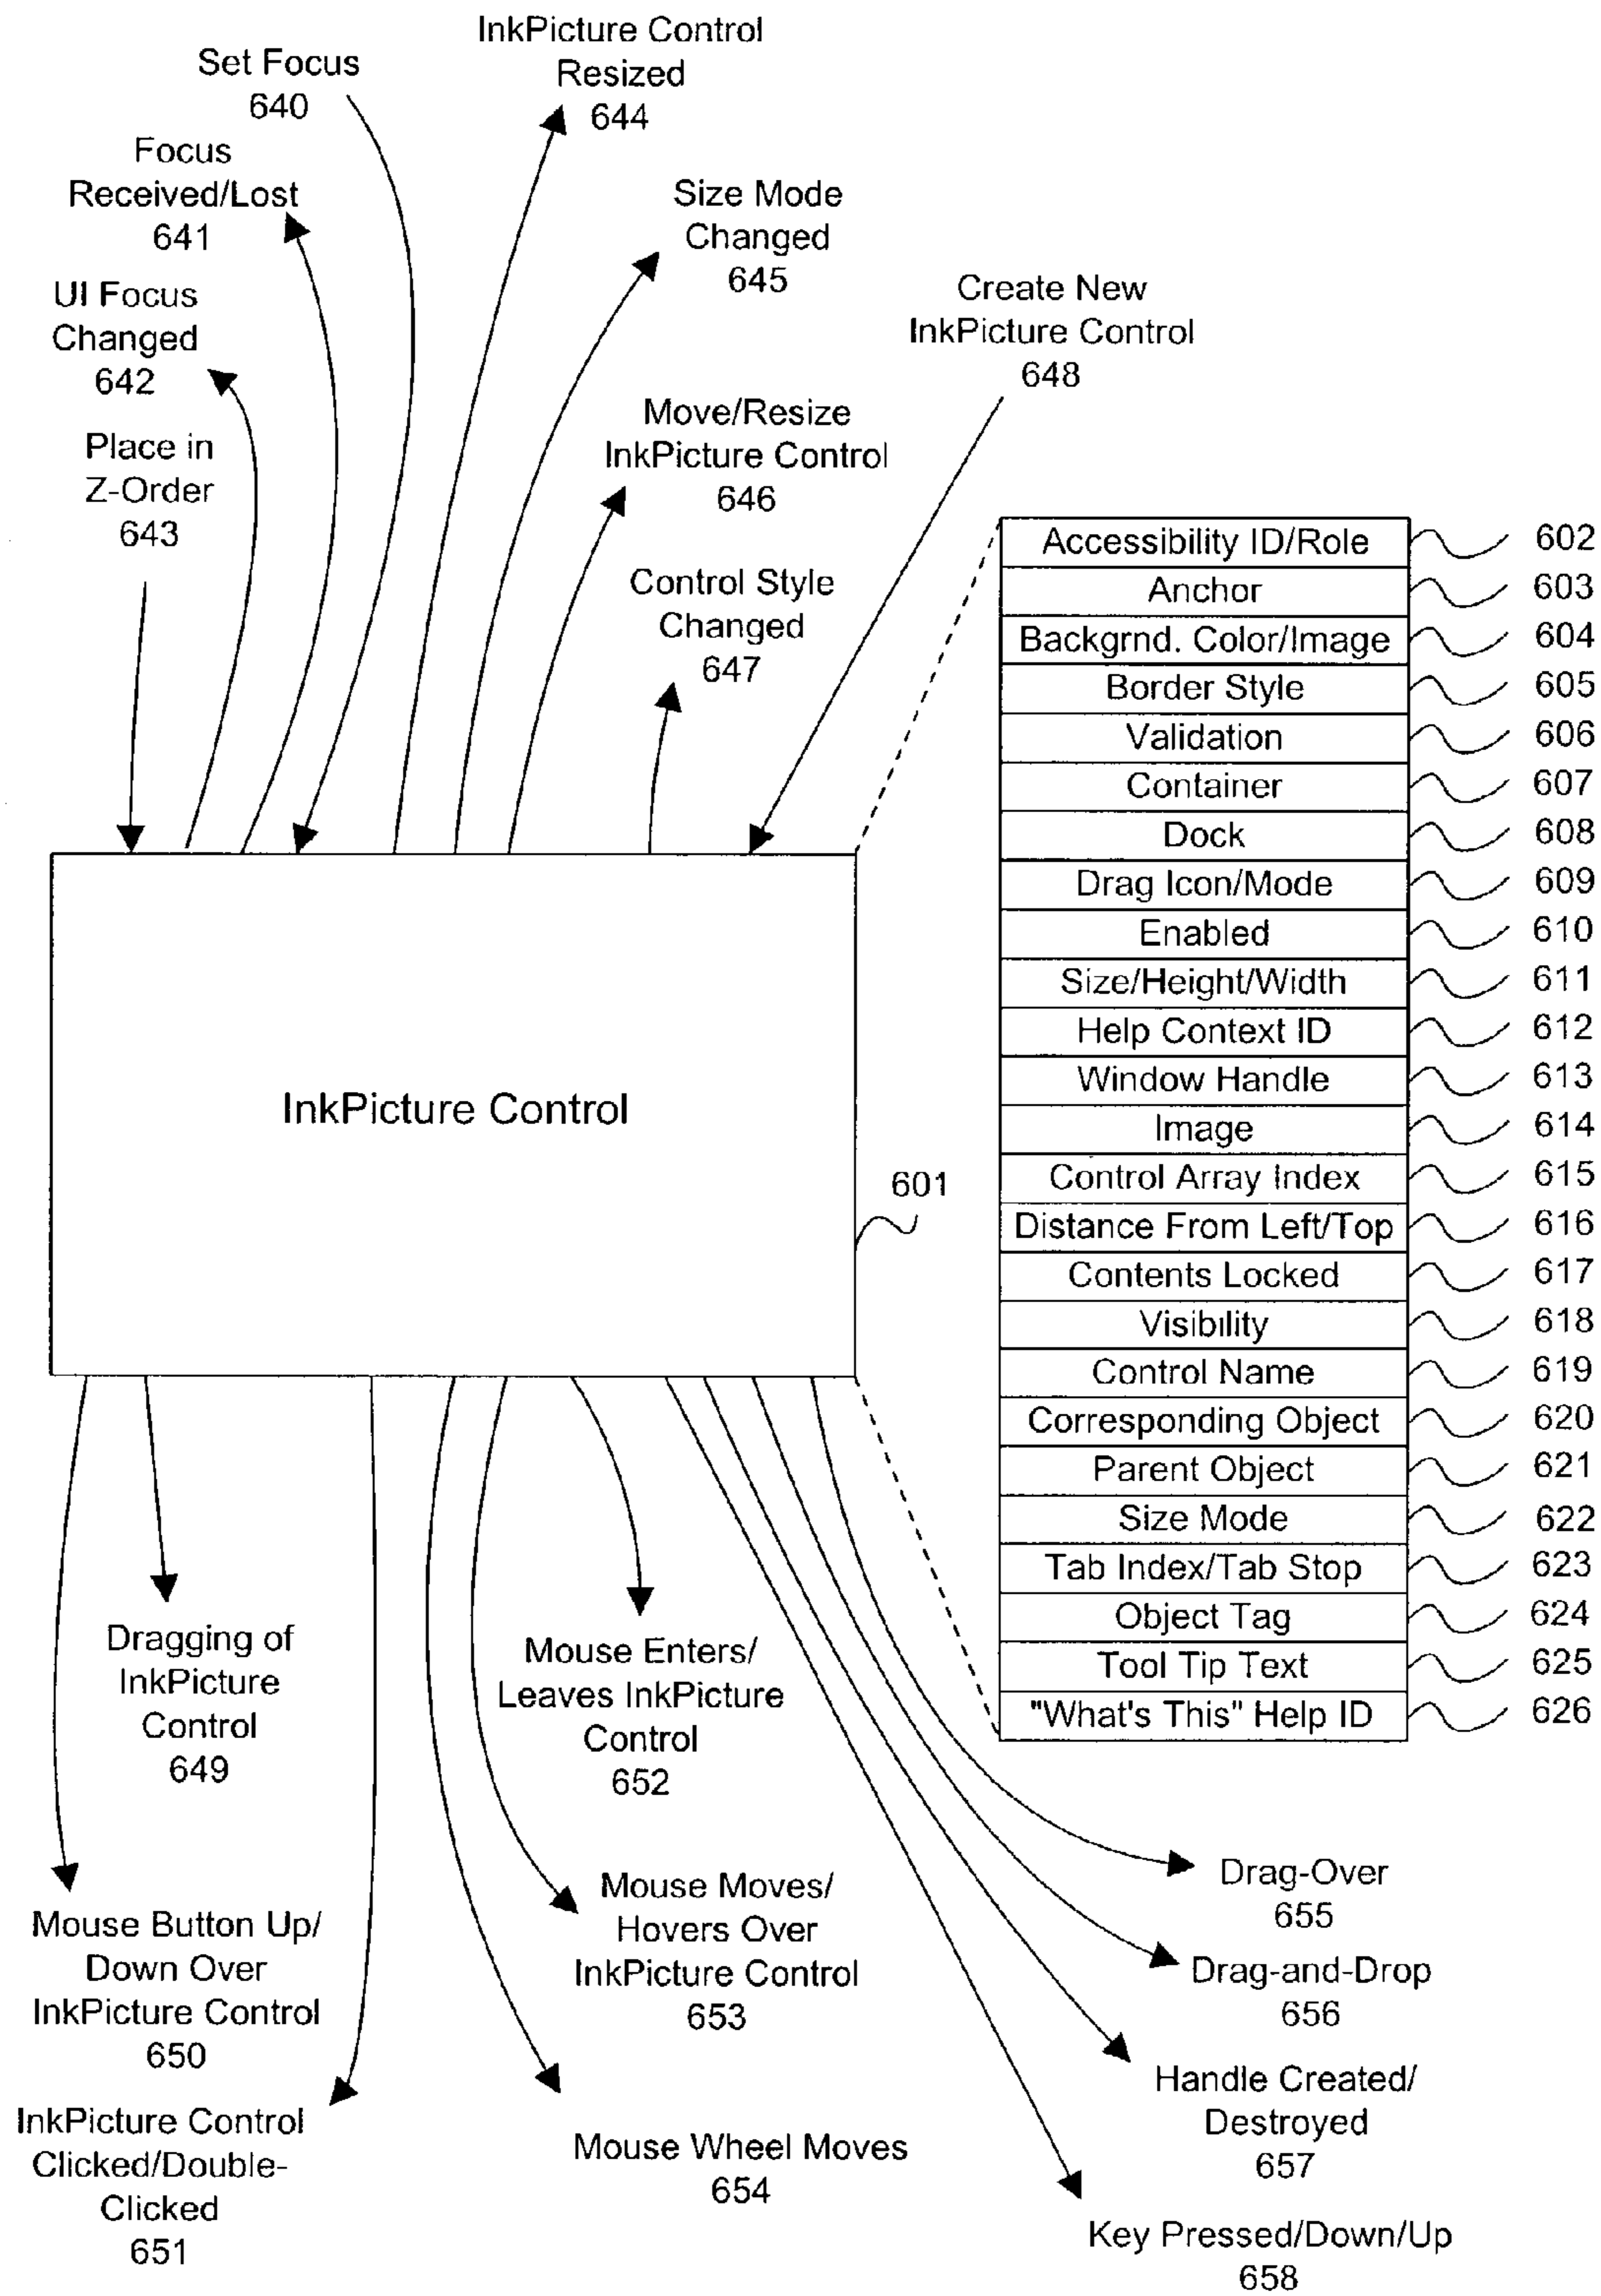 InkPicture Control
Resized
644
Set Focus
640
Focus
Received/Lost
641
Size Mode
Changed
645
UI Focus
Changed
642
Create New
InkPicture Control
648
Place in
Z-Order
643
Move/Resize
InkPicture Control
646
Control Style
Changed
647
InkPicture Control
601
Accessibility ID/Role 602
Anchor 603
Backgrnd. Color/Image 604
Border Style 605
Validation 606
Container 607
Dock 608
Drag Icon/Mode 609
Enabled 610
Size/Height/Width 611
Help Context ID 612
Window Handle 613
Image 614
Control Array Index 615
Distance From Left/Top 616
Contents Locked 617
Visibility 618
Control Name 619
Corresponding Object 620
Parent Object 621
Size Mode 622
Tab Index/Tab Stop 623
Object Tag 624
Tool Tip Text 625
"What's This" Help ID 626
Dragging of
InkPicture
Control
649
Mouse Enters/
Leaves InkPicture
Control
652
Mouse Button Up/
Down Over
InkPicture Control
650
Mouse Moves/
Hovers Over
InkPicture Control
653
Drag-Over
655
Drag-and-Drop
656
InkPicture Control
Clicked/Double-
Clicked
651
Mouse Wheel Moves
654
Handle Created/
Destroyed
657
Key Pressed/Down/Up
658